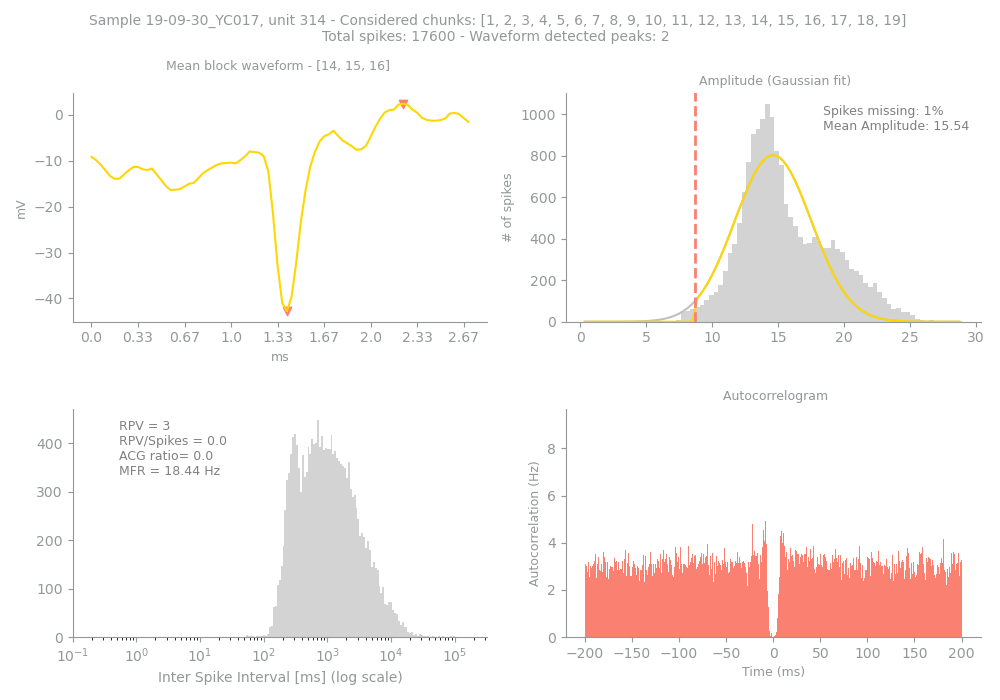 Sample 19-09-30_YC017, unit 314 - Considered chunks: [1, 2, 3, 4, 5, 6, 7, 8, 9, 10, 11, 12, 13, 14, 15, 16, 17, 18, 19]
Total spikes: 17600 - Waveform detected peaks: 2
Mean block waveform - [14, 15, 16]
mV
0
−10
−20
−30
−40
0.0 0.33 0.67 1.0 1.33 1.67 2.0 2.33 2.67
ms
Amplitude (Gaussian fit)
Spikes missing: 1%
Mean Amplitude: 15.54
# of spikes
1000
800
600
400
200
0
0 5 10 15 20 25 30
RPV = 3
RPV/Spikes = 0.0
ACG ratio= 0.0
MFR = 18.44 Hz
400
300
200
100
0
10⁻¹ 10⁰ 10¹ 10² 10³ 10⁴ 10⁵
Inter Spike Interval [ms] (log scale)
Autocorrelogram
Autocorrelation (Hz)
8
6
4
2
0
−200 −150 −100 −50 0 50 100 150 200
Time (ms)